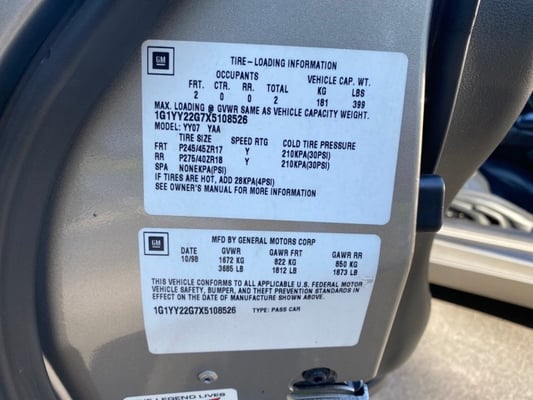 GM
TIRE-LOADING INFORMATION
OCCUPANTS VEHICLE CAP. WT.
FRT. CTR. RR. TOTAL KG LBS
2 0 0 2 181 399
MAX. LOADING @ GVWR SAME AS VEHICLE CAPACITY WEIGHT.
1G1YY22G7X5108526
MODEL: YY07 YAA
TIRE SIZE SPEED RTG COLD TIRE PRESSURE
FRT P245/45ZR17 Y 210KPA(30PSI)
RR P275/40ZR18 Y 210KPA(30PSI)
SPA NONEKPA(PSI)
IF TIRES ARE HOT, ADD 28KPA(4PSI)
SEE OWNER'S MANUAL FOR MORE INFORMATION
GM
MFD BY GENERAL MOTORS CORP
DATE GVWR GAWR FRT GAWR RR
10/98 1672 KG 822 KG 850 KG
3685 LB 1812 LB 1873 LB
THIS VEHICLE CONFORMS TO ALL APPLICABLE U.S. FEDERAL MOTOR
VEHICLE SAFETY, BUMPER, AND THEFT PREVENTION STANDARDS IN
EFFECT ON THE DATE OF MANUFACTURE SHOWN ABOVE.
1G1YY22G7X5108526 TYPE: PASS CAR
LEGEND LIVES